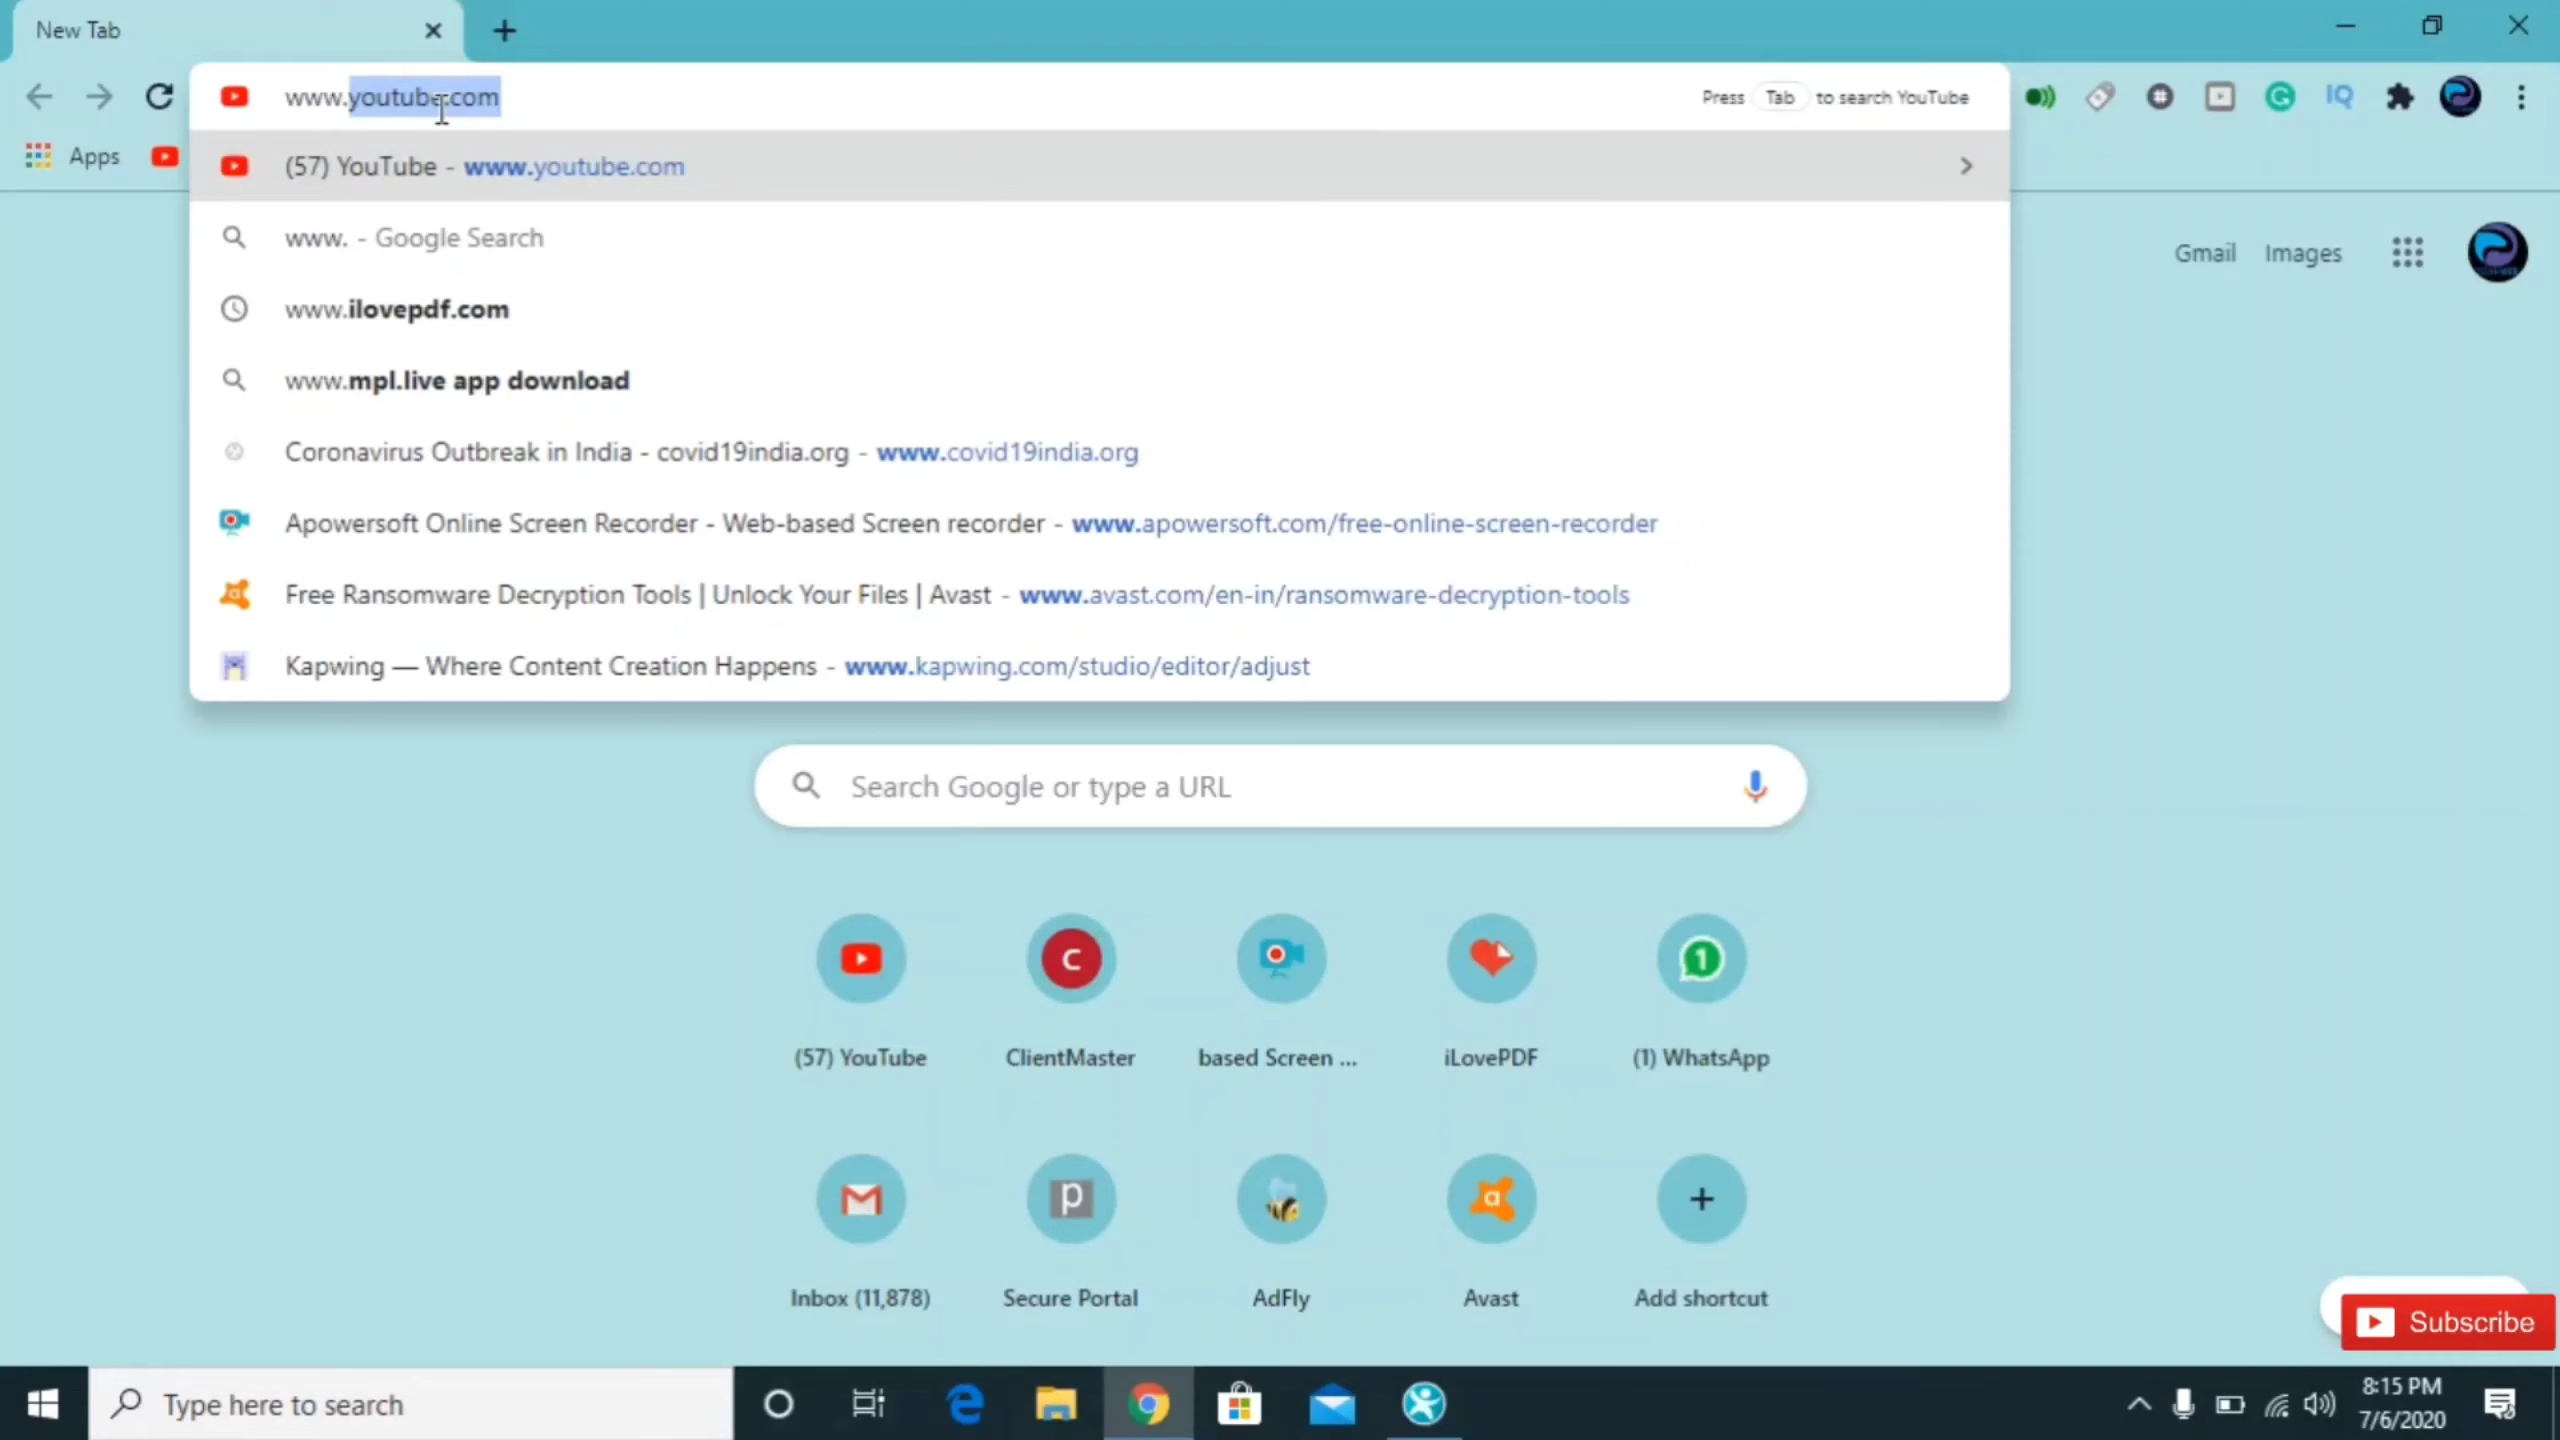 New Tab
www.youtube.com
Press Tab to search YouTube
IQ
Apps
(57) YouTube - www.youtube.com
www. - Google Search
www.ilovepdf.com
www.mpl.live app download
Coronavirus Outbreak in India - covid19india.org - www.covid19india.org
Apowersoft Online Screen Recorder - Web-based Screen recorder - www.apowersoft.com/free-online-screen-recorder
Free Ransomware Decryption Tools | Unlock Your Files | Avast - www.avast.com/en-in/ransomware-decryption-tools
Kapwing — Where Content Creation Happens - www.kapwing.com/studio/editor/adjust
Gmail Images
Search Google or type a URL
(57) YouTube
ClientMaster
based Screen ...
iLovePDF
(1) WhatsApp
Inbox (11,878)
Secure Portal
AdFly
Avast
Add shortcut
Subscribe
Type here to search
8:15 PM
7/6/2020